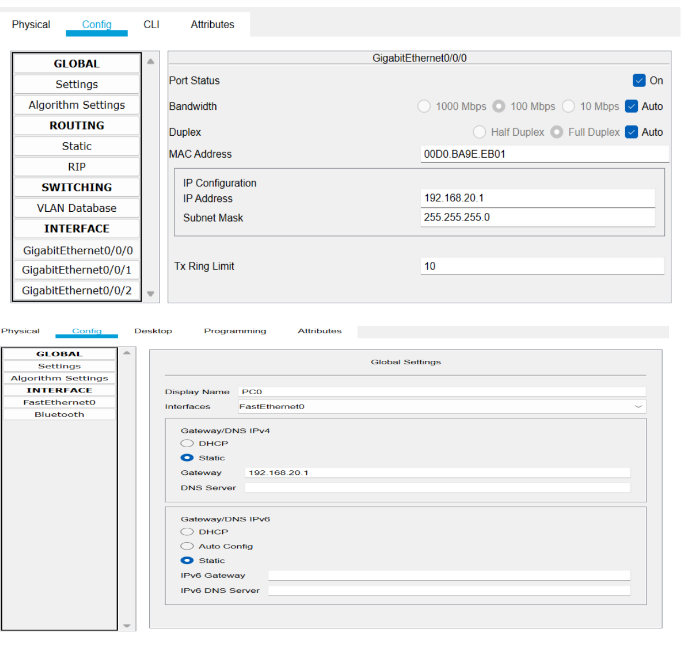 Physical Config CLI Attributes
GLOBAL
Settings
Algorithm Settings
ROUTING
Static
RIP
SWITCHING
VLAN Database
INTERFACE
GigabitEthernet0/0/0
GigabitEthernet0/0/1
GigabitEthernet0/0/2
GigabitEthernet0/0/0
Port Status On
Bandwidth 1000 Mbps 100 Mbps 10 Mbps Auto
Duplex Half Duplex Full Duplex Auto
MAC Address 00D0.BA9E.EB01
IP Configuration
IP Address 192.168.20.1
Subnet Mask 255.255.255.0
Tx Ring Limit 10
Physical Config Desktop Programming Attributes
GLOBAL
Settings
Algorithm Settings
INTERFACE
FastEthernet0
Bluetooth
Global Settings
Display Name PC0
Interfaces FastEthernet0
Gateway/DNS IPv4
DHCP
Static
Gateway 192.168.20.1
DNS Server
Gateway/DNS IPv6
DHCP
Auto Config
Static
IPv6 Gateway
IPv6 DNS Server